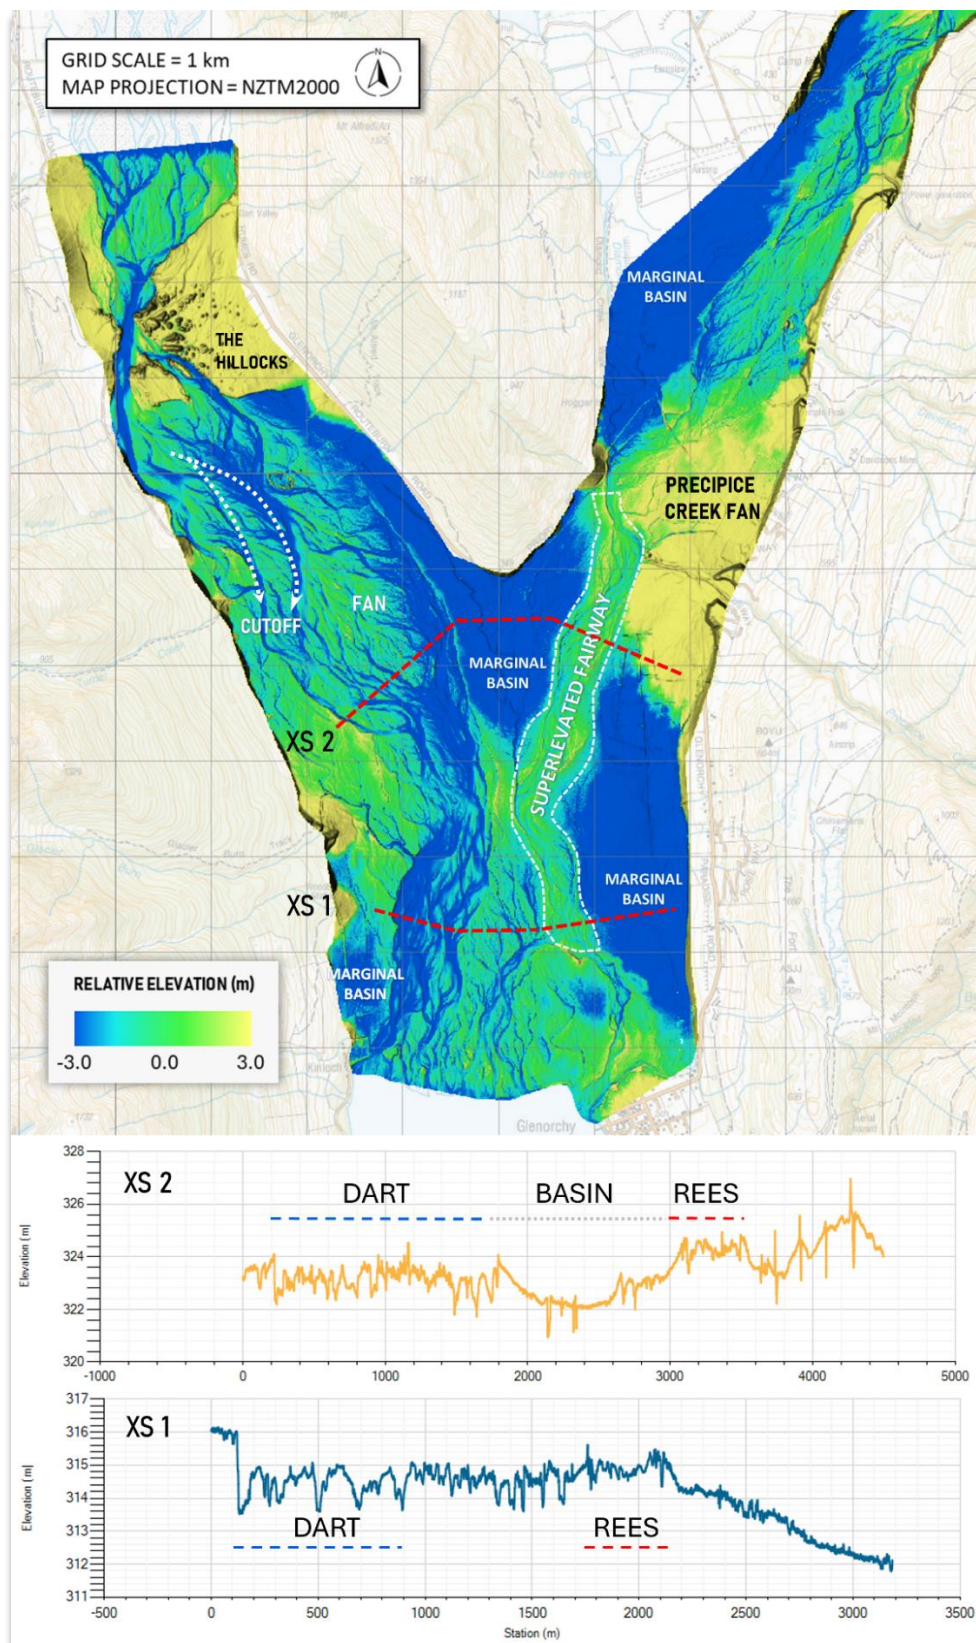 GRID SCALE = 1 km
MAP PROJECTION = NZTM2000
N
THE
HILLOCKS
MARGINAL
BASIN
PRECIPICE
CREEK FAN
FAN
CUTOFF
MARGINAL
BASIN
SUPERLEVATED FAIRWAY
XS 2
XS 1
MARGINAL
BASIN
MARGINAL
BASIN
RELATIVE ELEVATION (m)
-3.0 0.0 3.0
Kinloch
Glenorchy
XS 2
DART BASIN REES
Elevation (m)
328
326
324
322
320
-1000 0 1000 2000 3000 4000 5000
XS 1
DART REES
Elevation (m)
317
316
315
314
313
312
311
-500 0 500 1000 1500 2000 2500 3000 3500
Station (m)